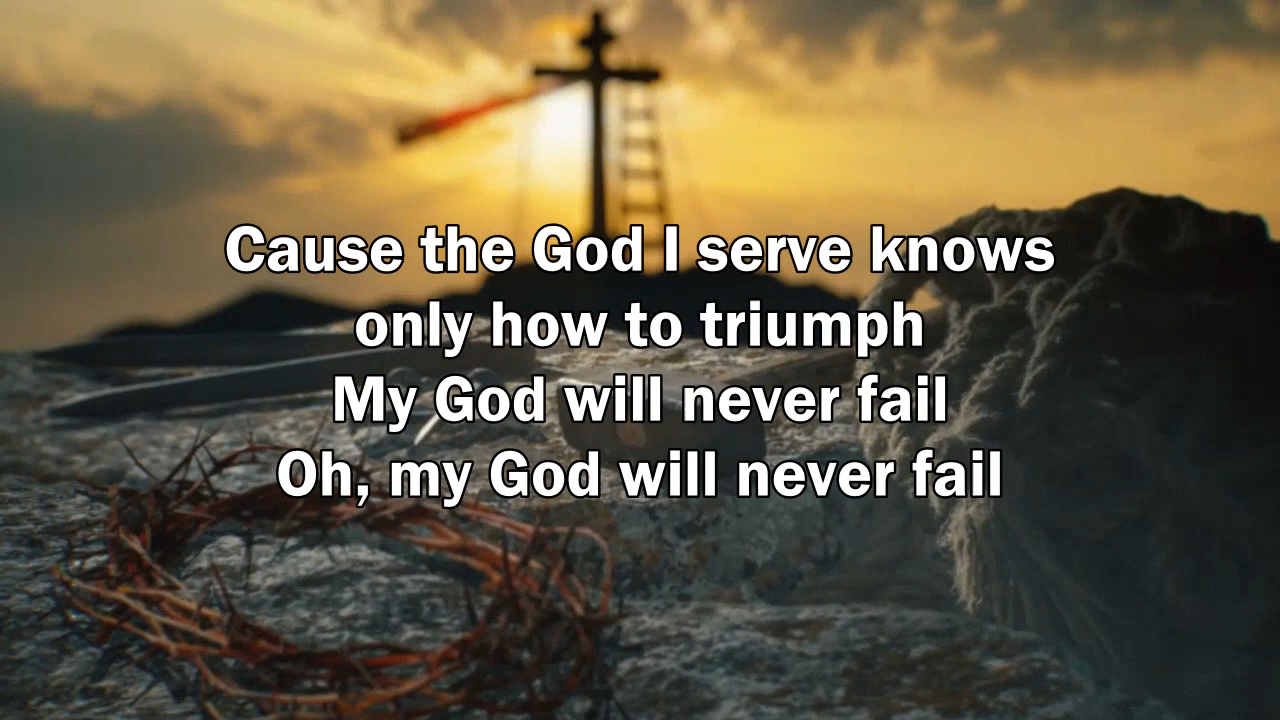 Cause the God I serve knows
only how to triumph
My God will never fail
Oh, my God will never fail